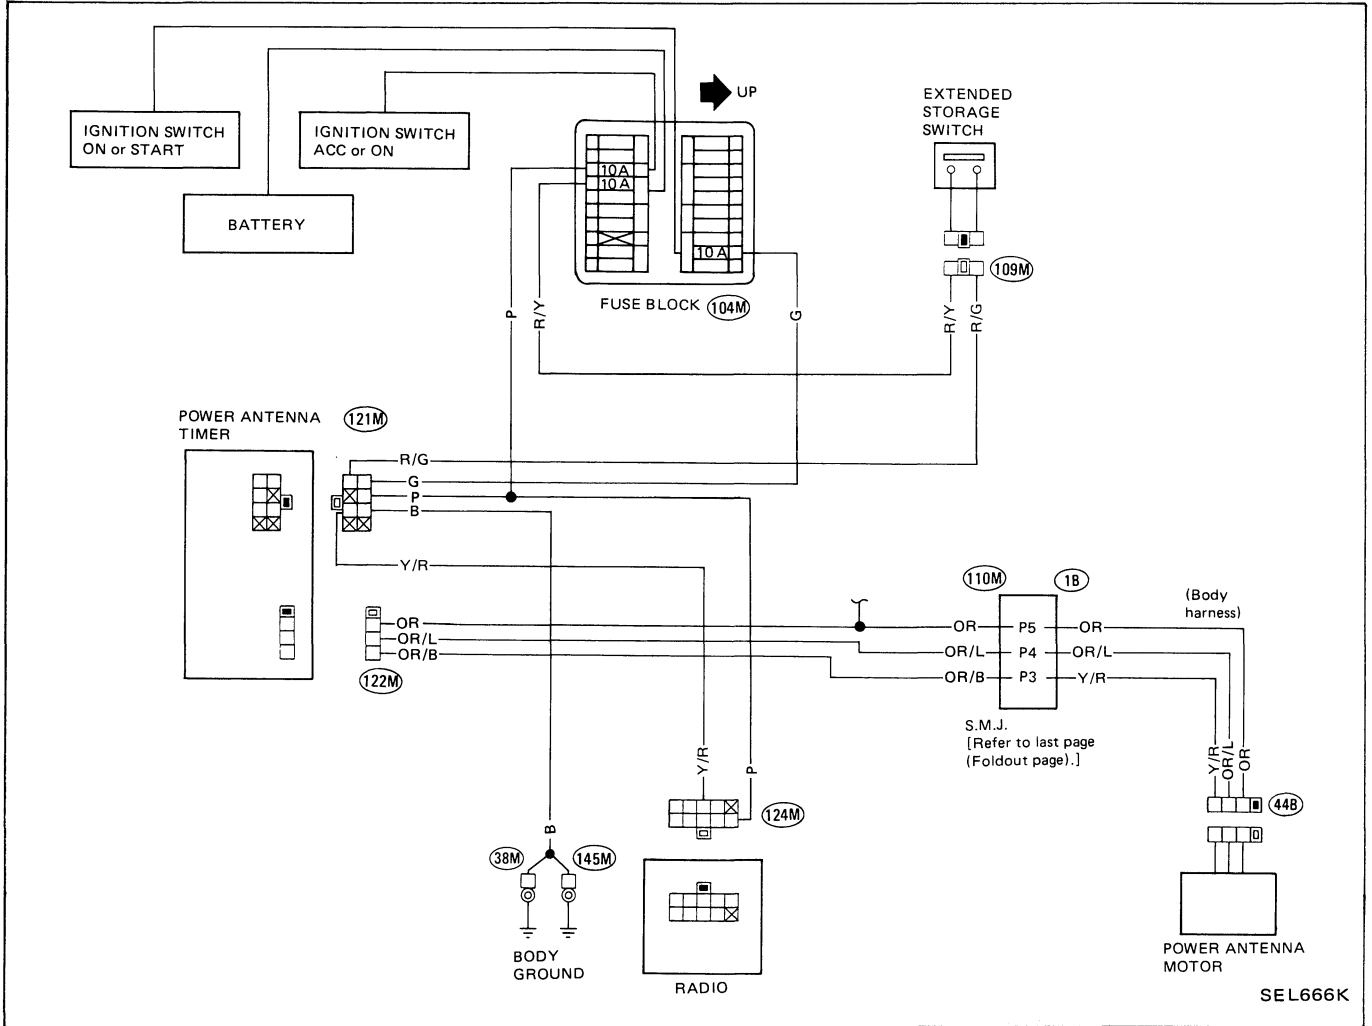 UP
EXTENDED
STORAGE
SWITCH
IGNITION SWITCH
ON or START
IGNITION SWITCH
ACC or ON
BATTERY
10A
10A
10A
FUSE BLOCK 104M
109M
P
R/Y
G
R/Y
R/G
POWER ANTENNA
TIMER
121M
R/G
G
P
B
Y/R
OR
OR/L
OR/B
122M
110M
1B
(Body
harness)
OR P5 OR
OR/L P4 OR/L
OR/B P3 Y/R
S.M.J.
[Refer to last page
(Foldout page).]
Y/R
OR/L
OR
44B
Y/R
P
124M
B
38M
145M
BODY
GROUND
RADIO
POWER ANTENNA
MOTOR
SEL666K